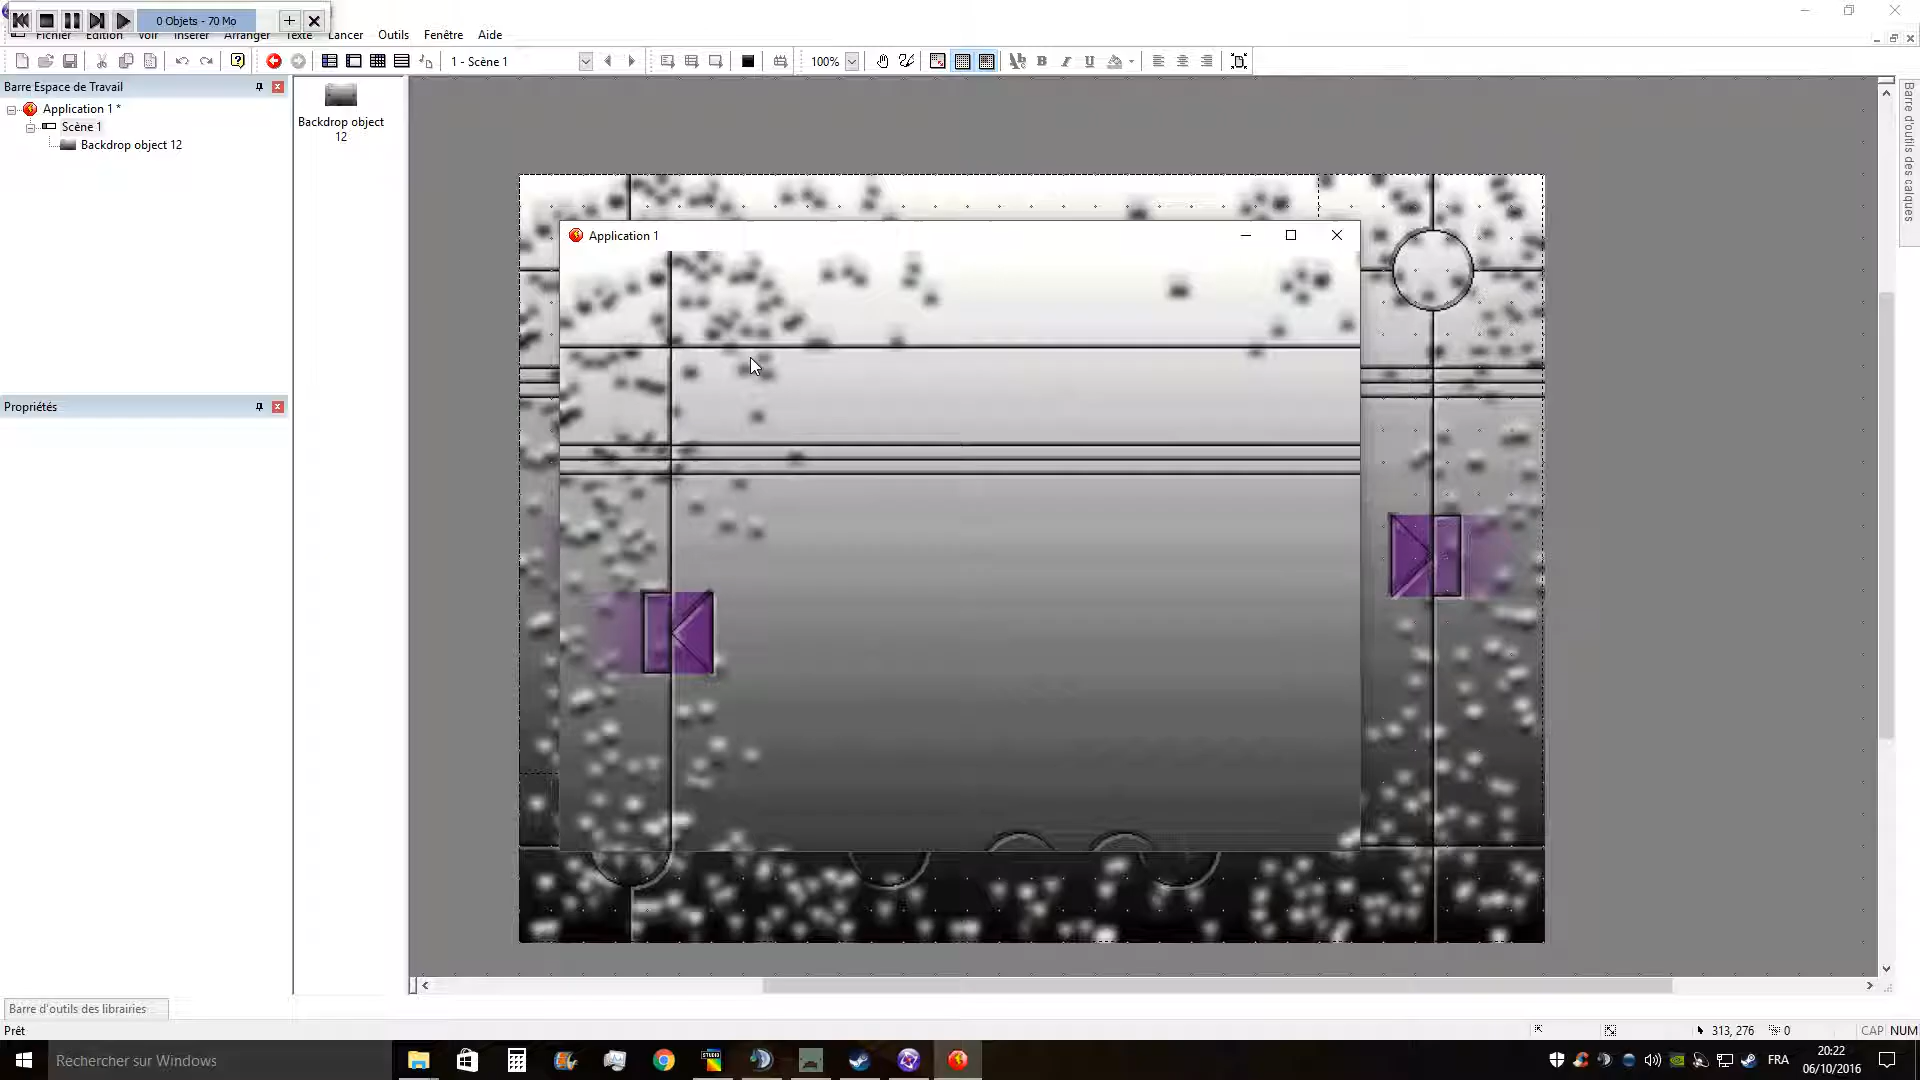 0 Objets - 70 Mo
Fichier Edition Voir Insérer Arranger Texte Lancer Outils Fenêtre Aide
1 - Scène 1
100%
Barre Espace de Travail
Application 1 *
Scène 1
Backdrop object 12
Backdrop object
12
Barre d'outils des calques
Application 1
Propriétés
Barre d'outils des librairies
Prêt
313, 276
0
CAP NUM
Rechercher sur Windows
STUDIO
FRA
20:22
06/10/2016